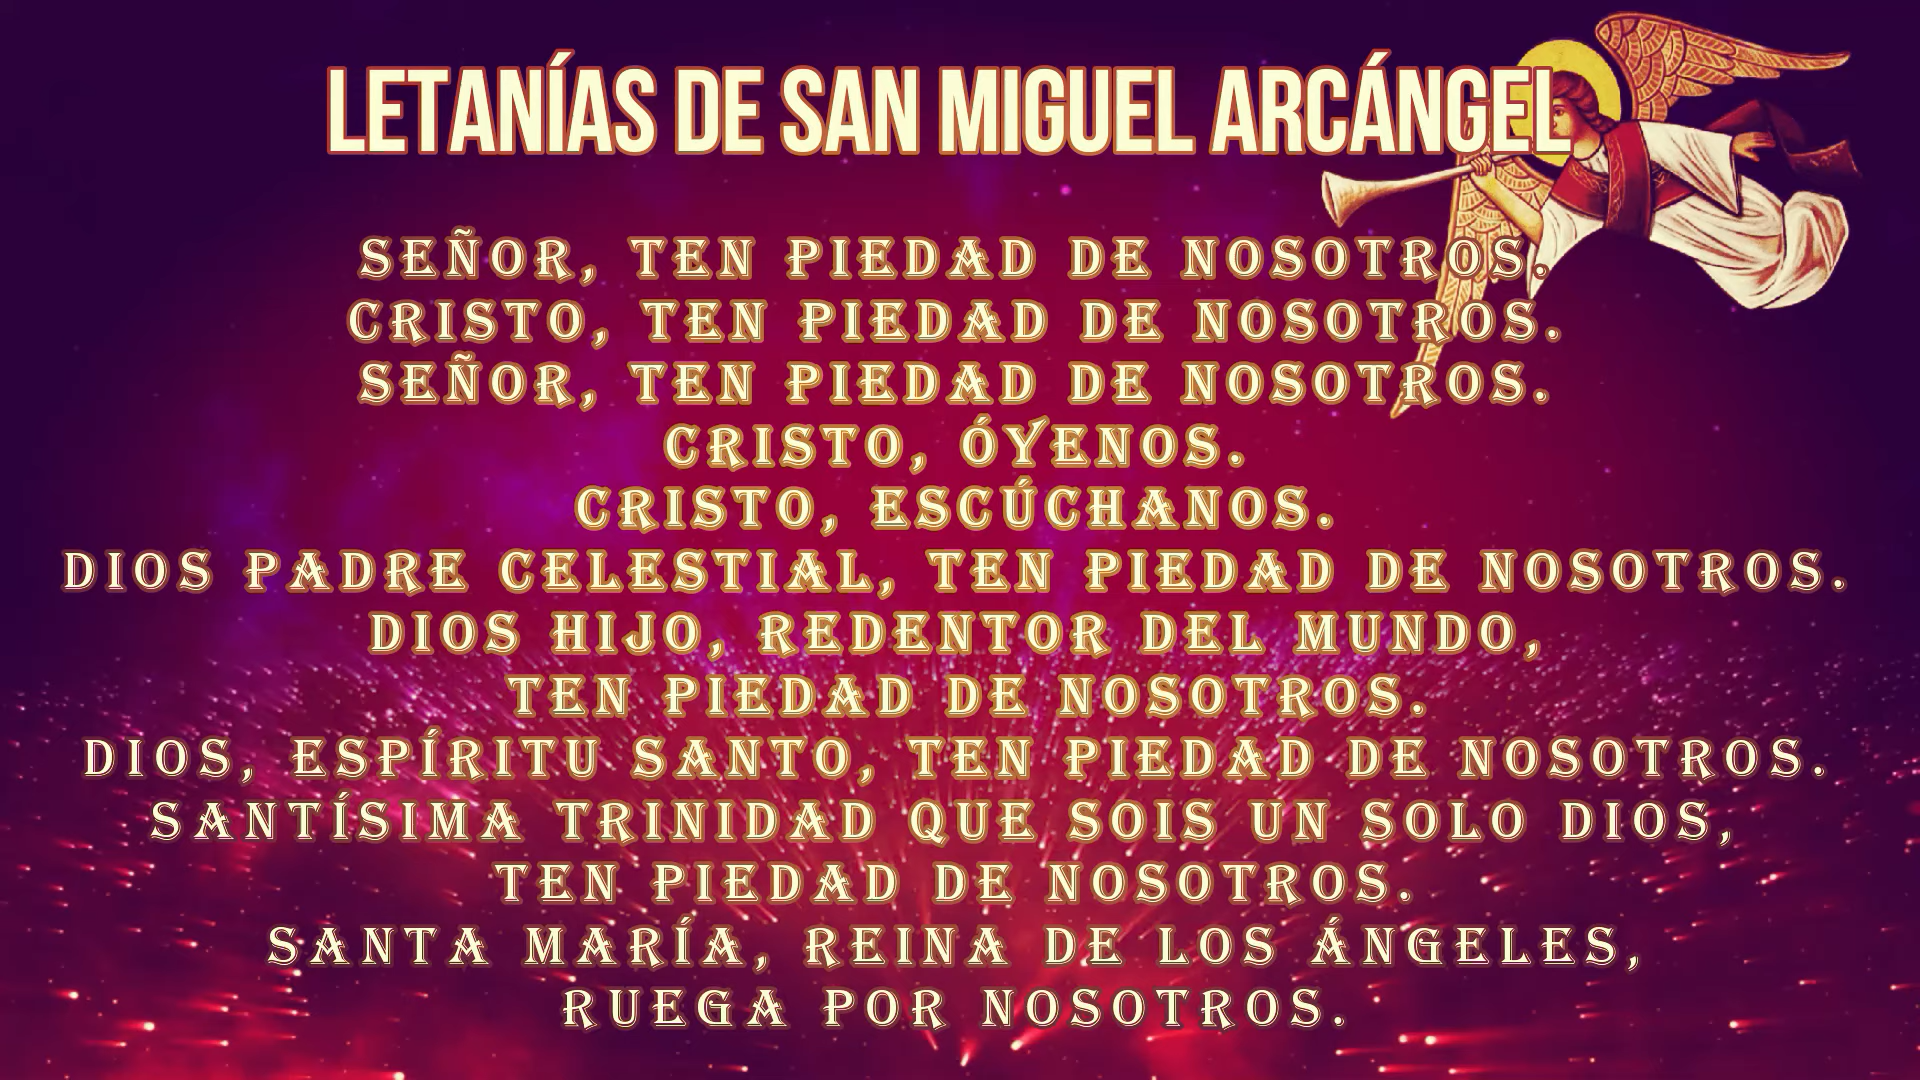 LETANÍAS DE SAN MIGUEL ARCÁNGEL
SEÑOR, TEN PIEDAD DE NOSOTROS.
CRISTO, TEN PIEDAD DE NOSOTROS.
SEÑOR, TEN PIEDAD DE NOSOTROS.
CRISTO, ÓYENOS.
CRISTO, ESCÚCHANOS.
DIOS PADRE CELESTIAL, TEN PIEDAD DE NOSOTROS.
DIOS HIJO, REDENTOR DEL MUNDO,
TEN PIEDAD DE NOSOTROS.
DIOS, ESPÍRITU SANTO, TEN PIEDAD DE NOSOTROS.
SANTÍSIMA TRINIDAD QUE SOIS UN SOLO DIOS,
TEN PIEDAD DE NOSOTROS.
SANTA MARÍA, REINA DE LOS ÁNGELES,
RUEGA POR NOSOTROS.